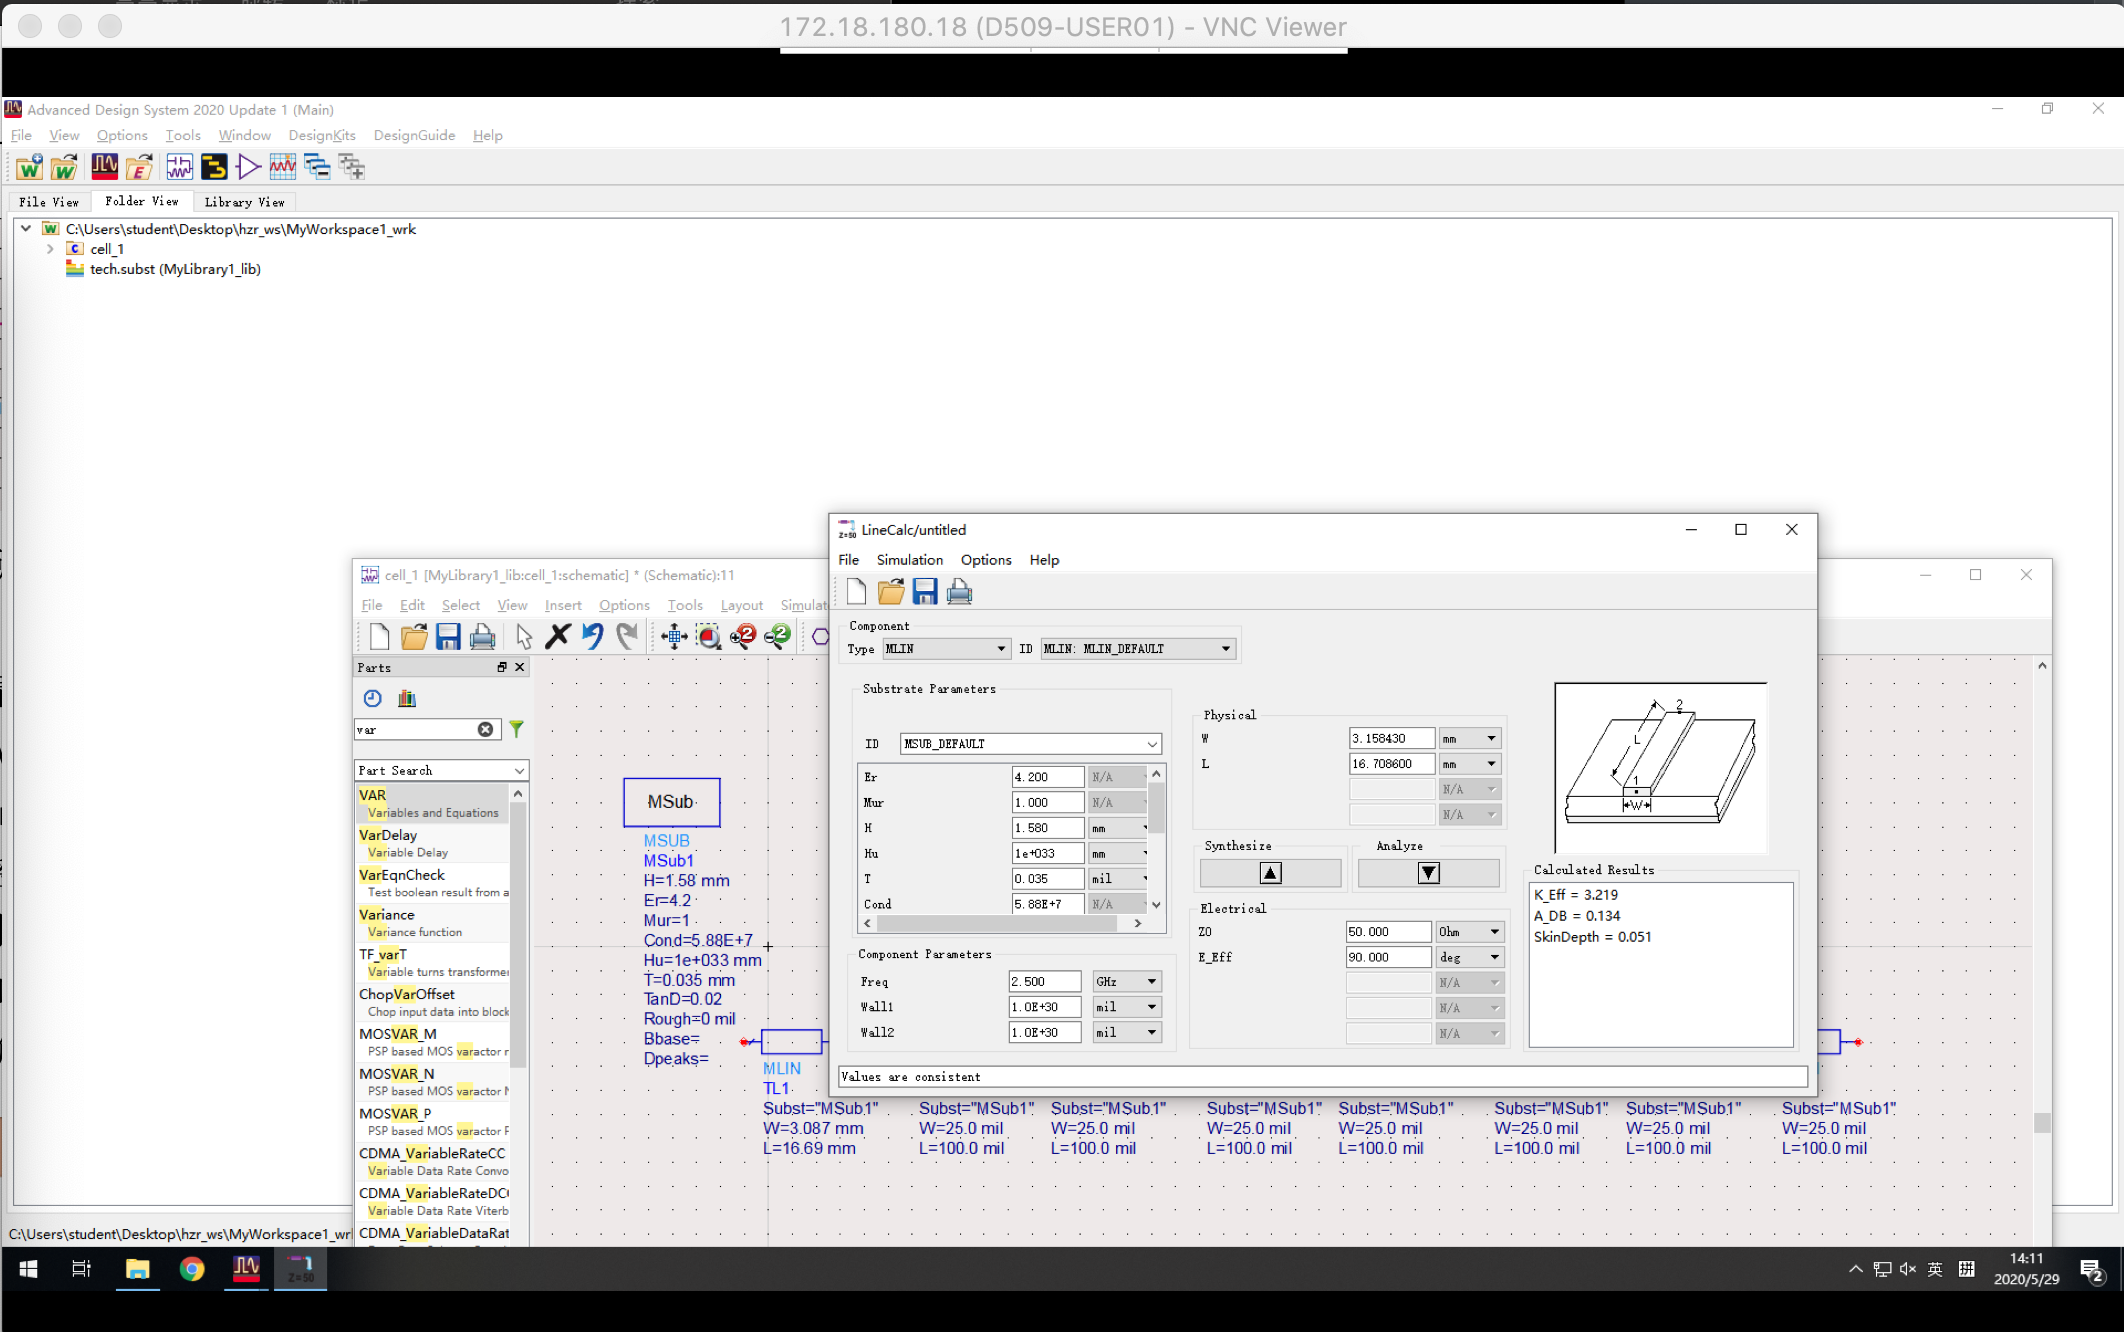 172.18.180.18 (D509-USER01) - VNC Viewer
Advanced Design System 2020 Update 1 (Main)
File View Options Tools Window DesignKits DesignGuide Help
File View Folder View Library View
C:\Users\student\Desktop\hzr_ws\MyWorkspace1_wrk
cell_1
tech.subst (MyLibrary1_lib)
cell_1 [MyLibrary1_lib:cell_1:schematic] * (Schematic):11
File Edit Select View Insert Options Tools Layout Simulat
Parts
var
Part Search
VAR
Variables and Equations
VarDelay
Variable Delay
VarEqnCheck
Test boolean result from a
Variance
Variance function
TF_varT
Variable turns transformer
ChopVarOffset
Chop input data into block
MOSVAR_M
PSP based MOS varactor r
MOSVAR_N
PSP based MOS varactor N
MOSVAR_P
PSP based MOS varactor P
CDMA_VariableRateCC
Variable Data Rate Convo
CDMA_VariableRateDC
Variable Data Rate Viterb
CDMA_VariableDataRat
MSub
MSUB
MSub1
H=1.58 mm
Er=4.2
Mur=1
Cond=5.88E+7
Hu=1e+033 mm
T=0.035 mm
TanD=0.02
Rough=0 mil
Bbase=
Dpeaks=
MLIN
TL1
Subst="MSub1" Subst="MSub1" Subst="MSub1" Subst="MSub1" Subst="MSub1" Subst="MSub1" Subst="MSub1" Subst="MSub1"
W=3.087 mm W=25.0 mil W=25.0 mil W=25.0 mil W=25.0 mil W=25.0 mil W=25.0 mil W=25.0 mil
L=16.69 mm L=100.0 mil L=100.0 mil L=100.0 mil L=100.0 mil L=100.0 mil L=100.0 mil L=100.0 mil
LineCalc/untitled
File Simulation Options Help
Component
Type MLIN ID MLIN: MLIN_DEFAULT
Substrate Parameters
ID MSUB_DEFAULT
Er 4.200 N/A
Mur 1.000 N/A
H 1.580 mm
Hu 1e+033 mm
T 0.035 mil
Cond 5.88E+7 N/A
Component Parameters
Freq 2.500 GHz
Wall1 1.0E+30 mil
Wall2 1.0E+30 mil
Physical
W 3.158430 mm
L 16.708600 mm
N/A
N/A
Synthesize Analyze
Electrical
Z0 50.000 Ohm
E_Eff 90.000 deg
N/A
N/A
N/A
2
L
1
W
Calculated Results
K_Eff = 3.219
A_DB = 0.134
SkinDepth = 0.051
Values are consistent
C:\Users\student\Desktop\hzr_ws\MyWorkspace1_wrl
Z=50
英 拼
14:11
2020/5/29
2